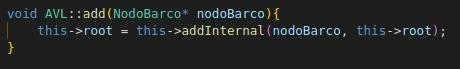 void AVL::add(NodoBarco* nodoBarco){
    this->root = this->addInternal(nodoBarco, this->root);
}